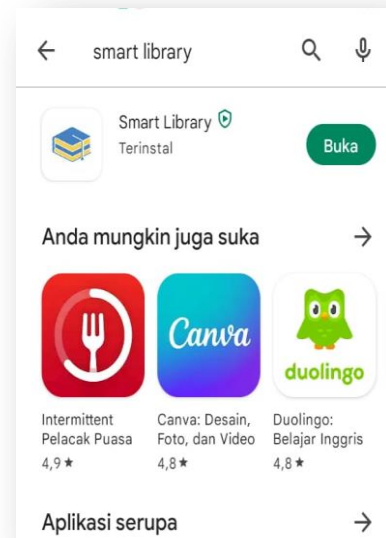 smart library
Smart Library
Terinstal
Buka
Anda mungkin juga suka
Canva
duolingo
Intermittent
Pelacak Puasa
4,9★
Canva: Desain,
Foto, dan Video
4,8★
Duolingo:
Belajar Inggris
4,8★
Aplikasi serupa